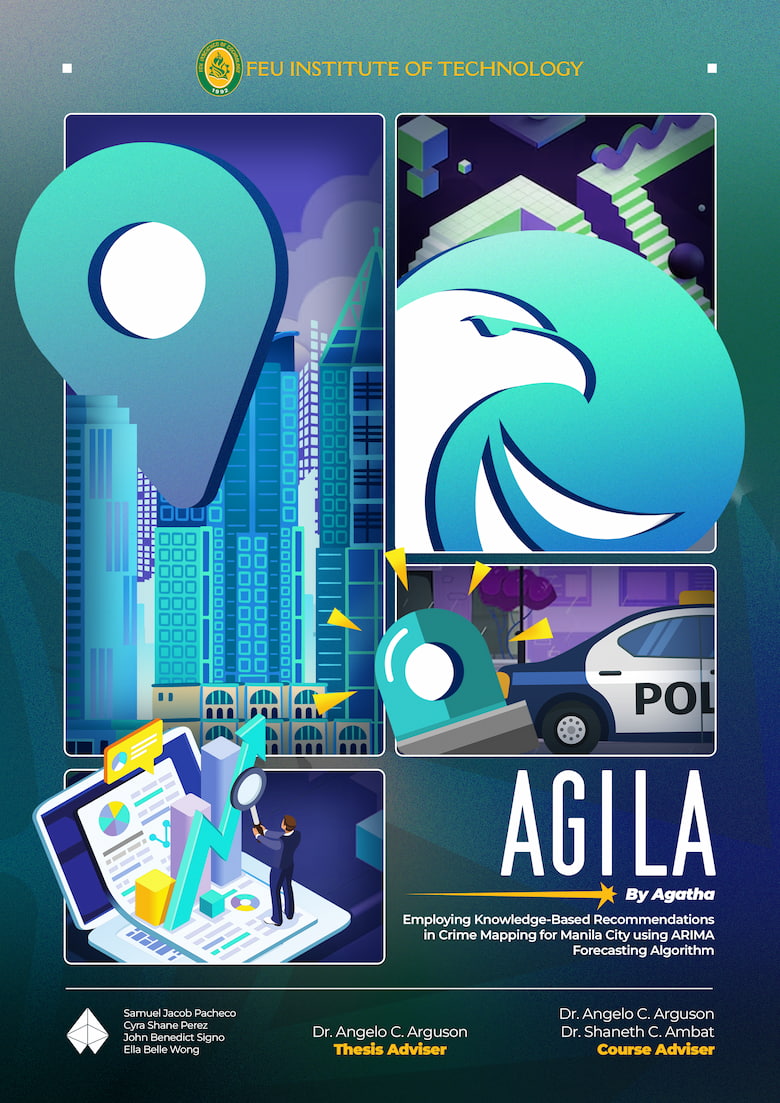 FEU INSTITUTE OF TECHNOLOGY
1992
POL
AGILA
By Agatha
Employing Knowledge-Based Recommendations
in Crime Mapping for Manila City using ARIMA
Forecasting Algorithm
Samuel Jacob Pacheco
Cyra Shane Perez
John Benedict Signo
Ella Belle Wong
Dr. Angelo C. Arguson
Thesis Adviser
Dr. Angelo C. Arguson
Dr. Shaneth C. Ambat
Course Adviser